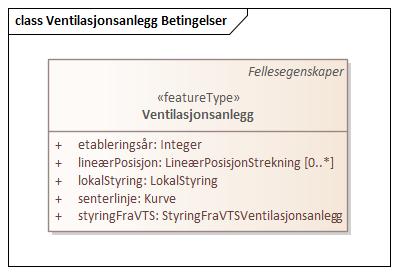 class Ventilasjonsanlegg Betingelser
Fellesegenskaper
«featureType»
Ventilasjonsanlegg
+ etableringsår: Integer
+ lineærPosisjon: LineærPosisjonStrekning [0..*]
+ lokalStyring: LokalStyring
+ senterlinje: Kurve
+ styringFraVTS: StyringFraVTSVentilasjonsanlegg